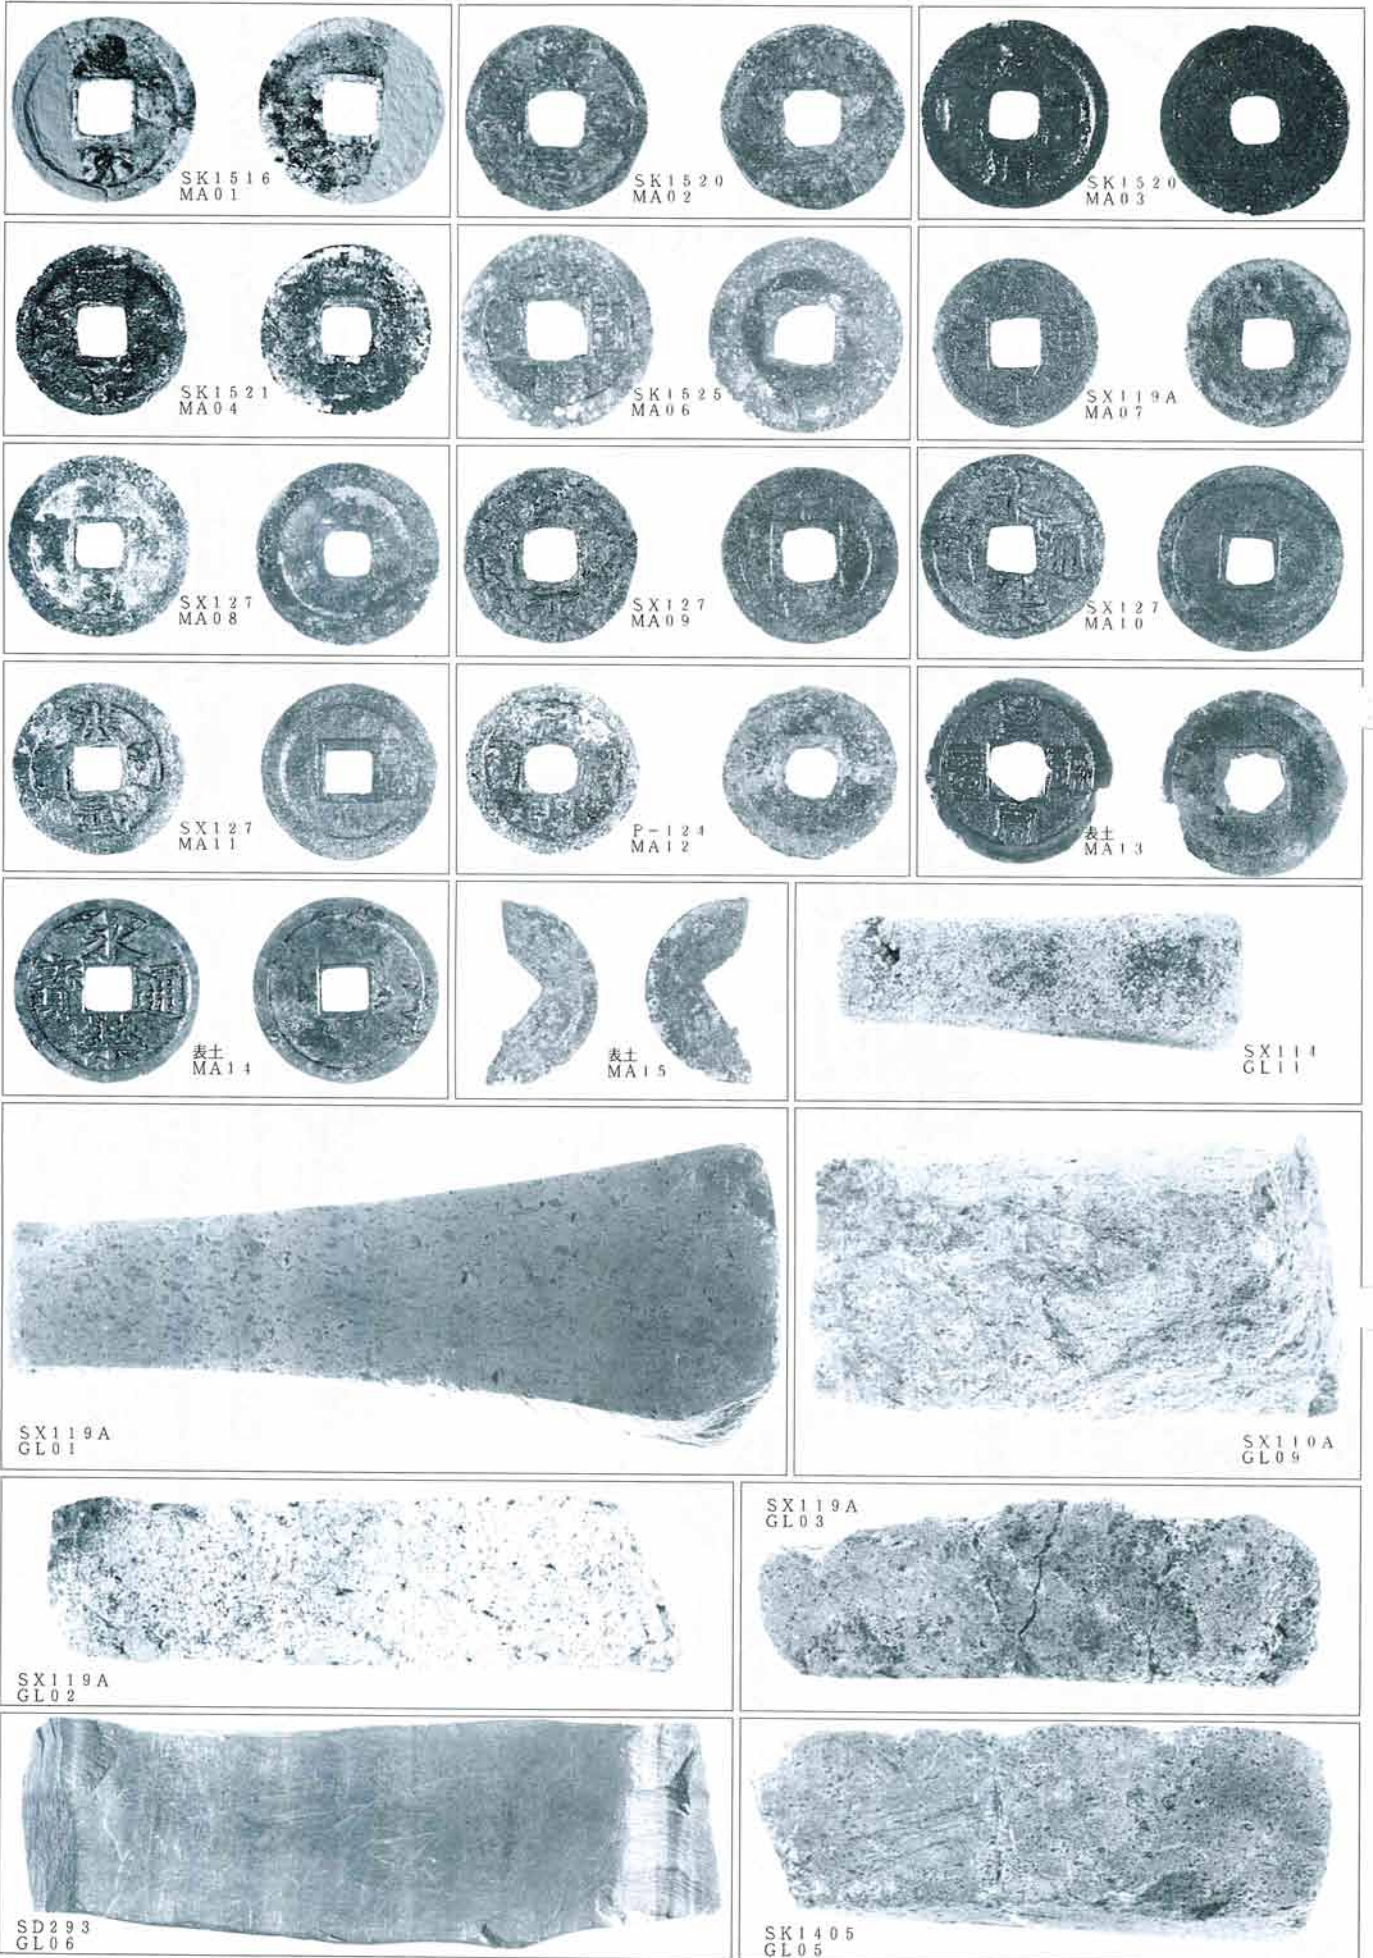 SK1516
MA01
SK1520
MA02
SK1520
MA03
SK1521
MA04
SK1525
MA06
SX119A
MA07
SX127
MA08
SX127
MA09
SX127
MA10
SX127
MA11
P-124
MA12
表土
MA13
永
寳 通
樂
表土
MA14
表土
MA15
SX114
GL11
SX119A
GL01
SX110A
GL09
SX119A
GL02
SX119A
GL03
SD293
GL06
SK1405
GL05